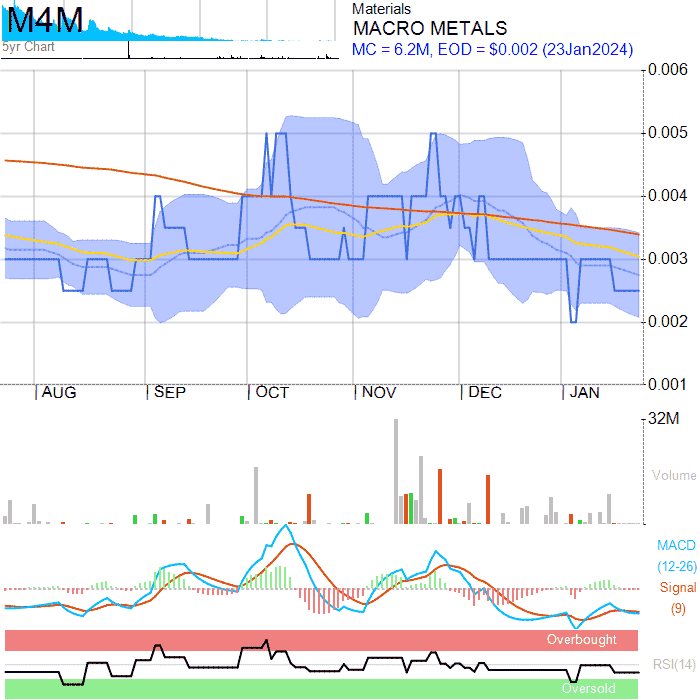 M4M
5yr Chart
Materials
MACRO METALS
MC = 6.2M, EOD = $0.002 (23Jan2024)
0.006
0.005
0.004
0.003
0.002
0.001
AUG SEP OCT NOV DEC JAN
32M
Volume
MACD
(12-26)
Signal
(9)
Overbought
RSI(14)
Oversold